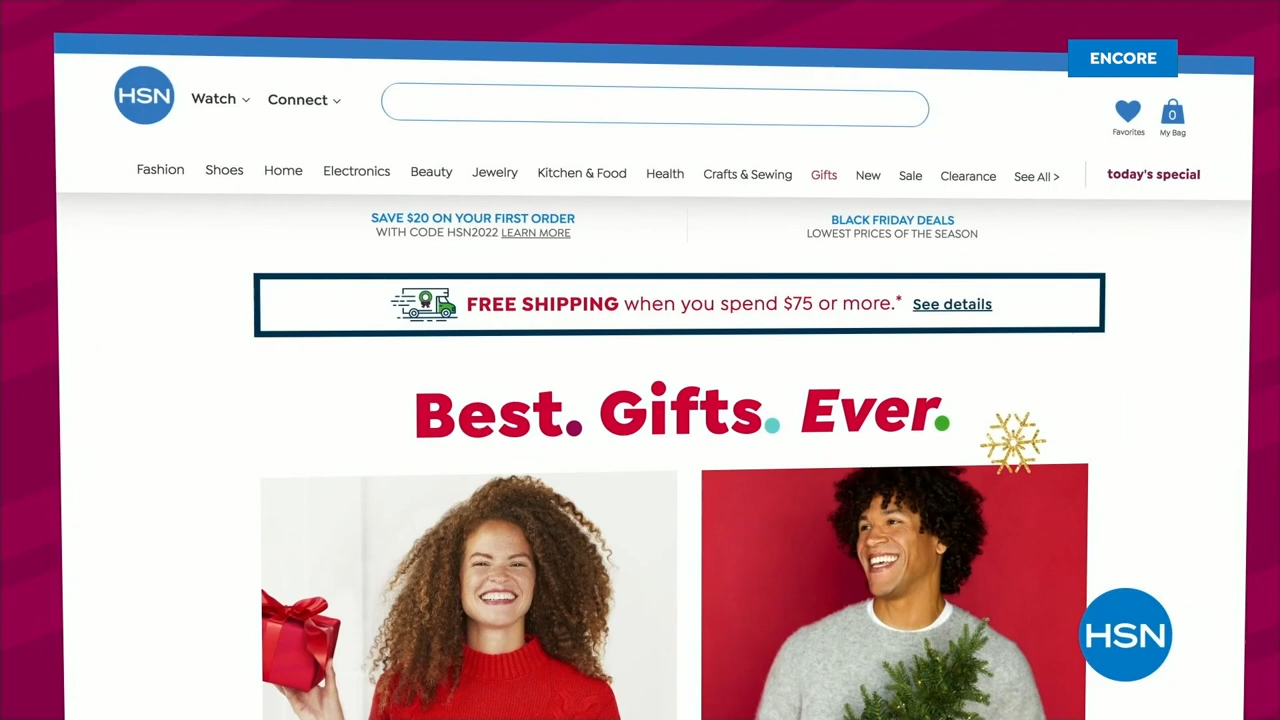 ENCORE
HSN Watch Connect
Favorites
0
My Bag
Fashion Shoes Home Electronics Beauty Jewelry Kitchen & Food Health Crafts & Sewing Gifts New Sale Clearance See All > today's special
SAVE $20 ON YOUR FIRST ORDER
WITH CODE HSN2022 LEARN MORE
BLACK FRIDAY DEALS
LOWEST PRICES OF THE SEASON
FREE SHIPPING when you spend $75 or more.* See details
Best. Gifts. Ever.
HSN